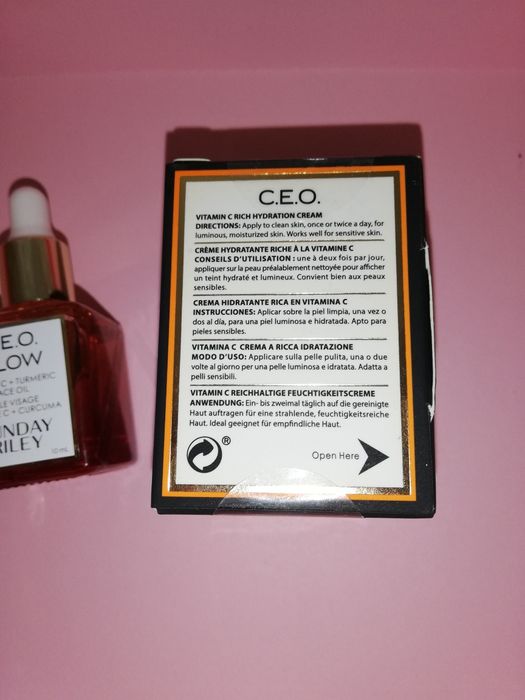 C.E.O.
VITAMIN C RICH HYDRATION CREAM
DIRECTIONS: Apply to clean skin, once or twice a day, for
luminous, moisturized skin. Works well for sensitive skin.
CRÈME HYDRATANTE RICHE À LA VITAMINE C
CONSEILS D'UTILISATION : une à deux fois par jour,
appliquer sur la peau préalablement nettoyée pour afficher
un teint hydraté et lumineux. Convient bien aux peaux
sensibles.
CREMA HIDRATANTE RICA EN VITAMINA C
INSTRUCCIONES: Aplicar sobre la piel limpia, una vez o
dos al día, para una piel luminosa e hidratada. Apto para
pieles sensibles.
VITAMINA C CREMA A RICCA IDRATAZIONE
MODO D'USO: Applicare sulla pelle pulita, una o due
volte al giorno per una pelle luminosa e idratata. Adatta a
pelli sensibili.
VITAMIN C REICHHALTIGE FEUCHTIGKEITSCREME
ANWENDUNG: Ein- bis zweimal täglich auf die gereinigte
Haut auftragen für eine strahlende, feuchtigkeitsreiche
Haut. Ideal geeignet für empfindliche Haut.
®
Open Here
.E.O.
LOW
C + TURMERIC
ACE OIL
LE VISAGE
C + CURCUMA
UNDAY
RILEY
10mL